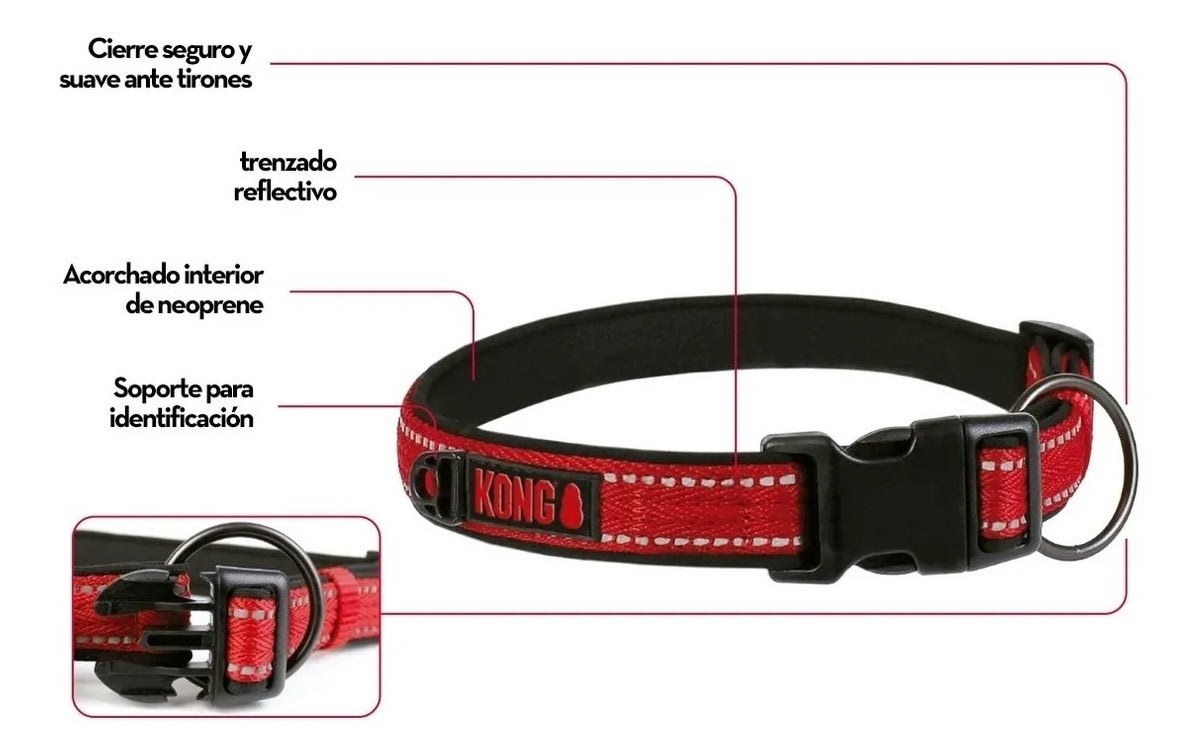 Cierre seguro y
suave ante tirones
trenzado
reflectivo
Acorchado interior
de neoprene
Soporte para
identificación
KONG